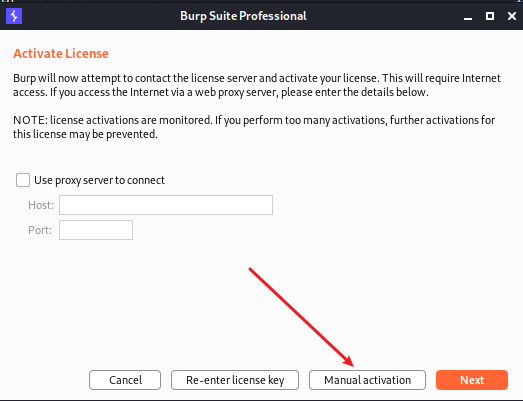 Burp Suite Professional
Activate License
Burp will now attempt to contact the license server and activate your license. This will require Internet
access. If you access the Internet via a web proxy server, please enter the details below.
NOTE: license activations are monitored. If you perform too many activations, further activations for
this license may be prevented.
Use proxy server to connect
Host:
Port:
Cancel Re-enter license key Manual activation Next